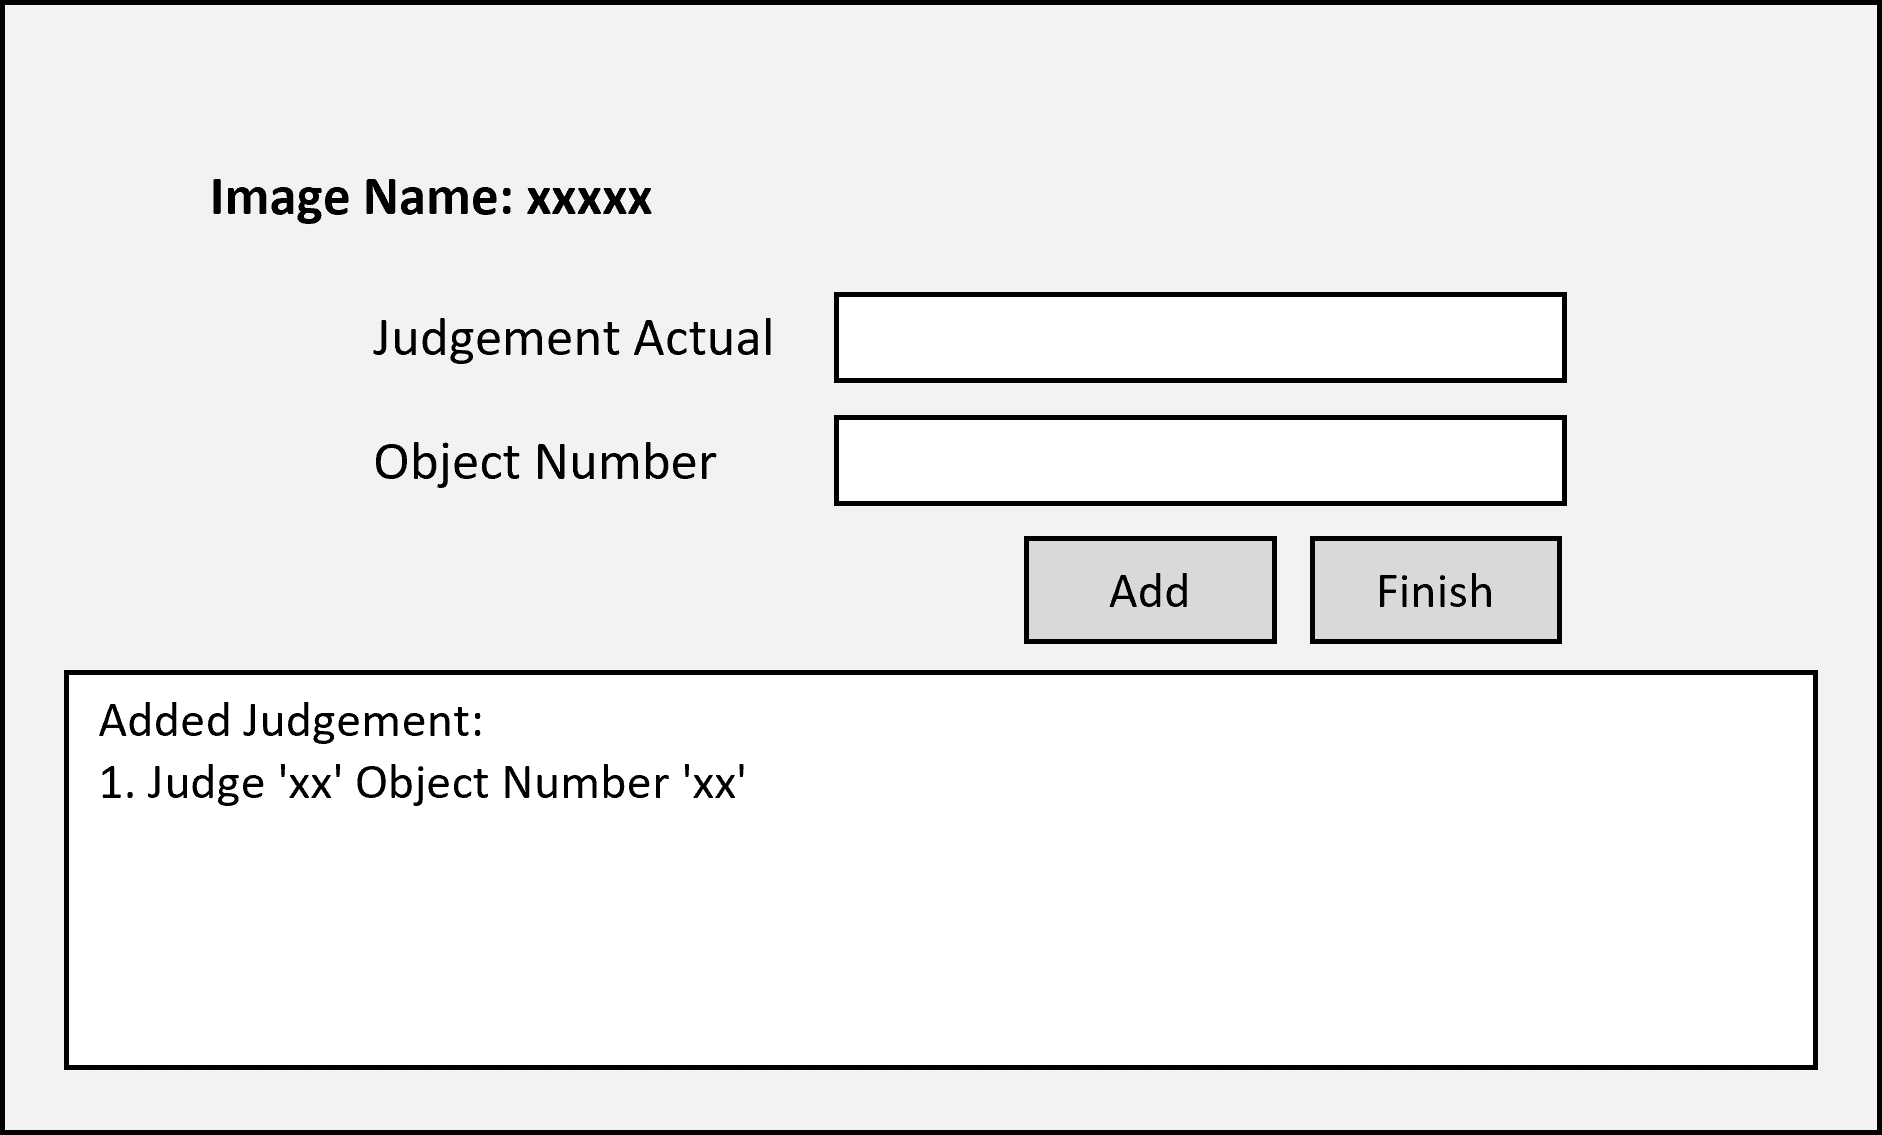 Image Name: xxxxx
Judgement Actual
Object Number
Add Finish
Added Judgement:
1. Judge 'xx' Object Number 'xx'